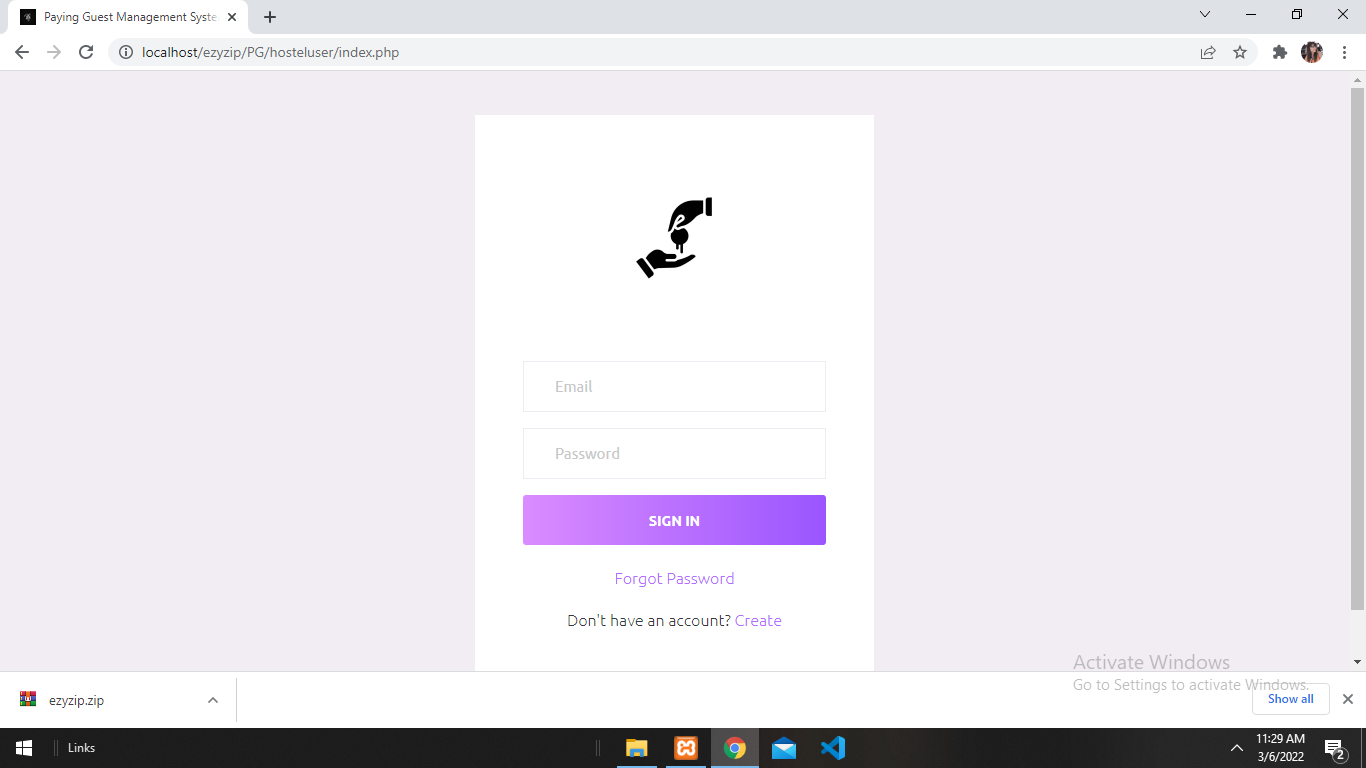 Paying Guest Management Syste
localhost/ezyzip/PG/hosteluser/index.php
Email
Password
SIGN IN
Forgot Password
Don't have an account? Create
Activate Windows
Go to Settings to activate Windows.
ezyzip.zip
Show all
Links
11:29 AM
3/6/2022
2